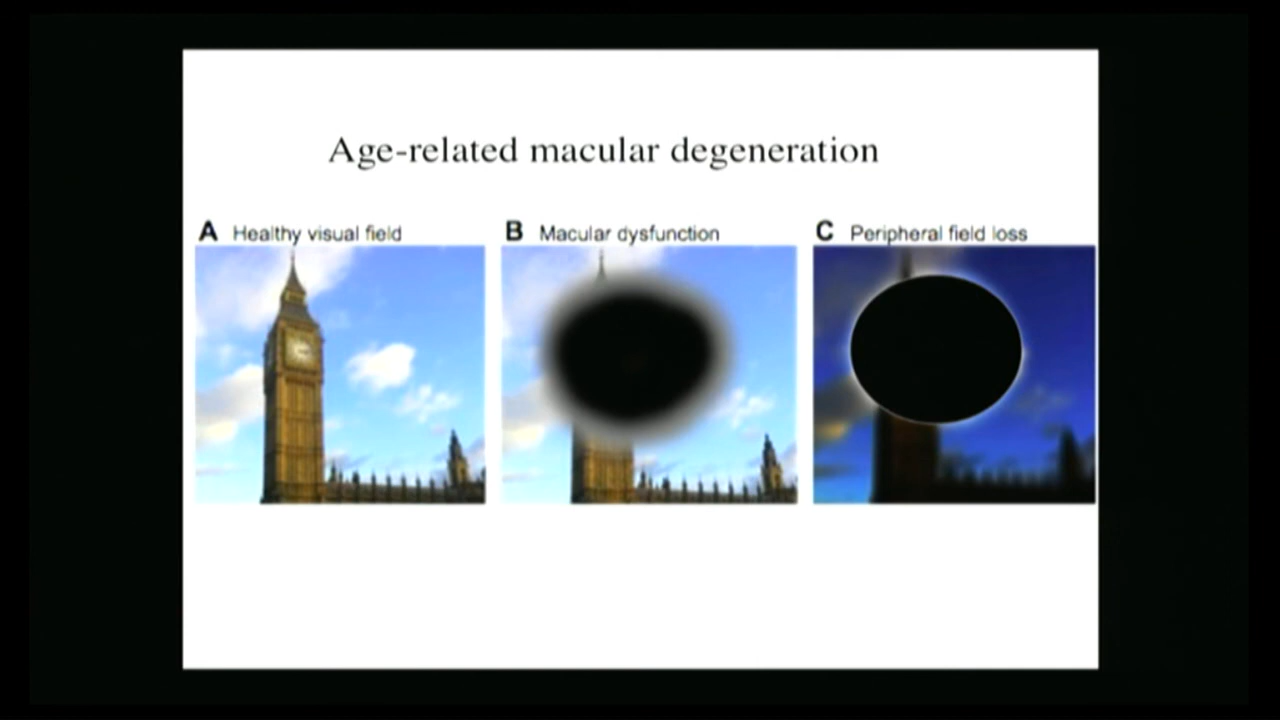 Age-related macular degeneration
A Healthy visual field
B Macular dysfunction
C Peripheral field loss